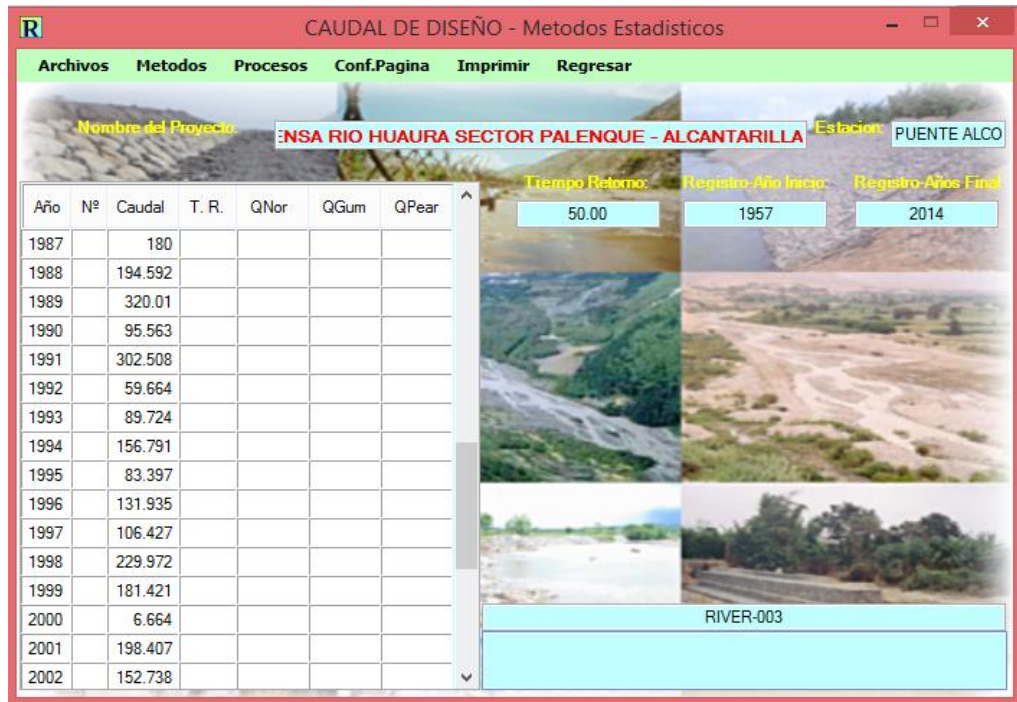 R CAUDAL DE DISEÑO - Metodos Estadisticos
Archivos Metodos Procesos Conf.Pagina Imprimir Regresar
Nombre del Proyecto: ENSA RIO HUAURA SECTOR PALENQUE - ALCANTARILLA Estacion: PUENTE ALCO
Tiempo Retorno: Registro-Año Inicio: Registro-Años Final
50.00 1957 2014
Año Nº Caudal T. R. QNor QGum QPear
1987 180
1988 194.592
1989 320.01
1990 95.563
1991 302.508
1992 59.664
1993 89.724
1994 156.791
1995 83.397
1996 131.935
1997 106.427
1998 229.972
1999 181.421
2000 6.664
2001 198.407
2002 152.738
RIVER-003